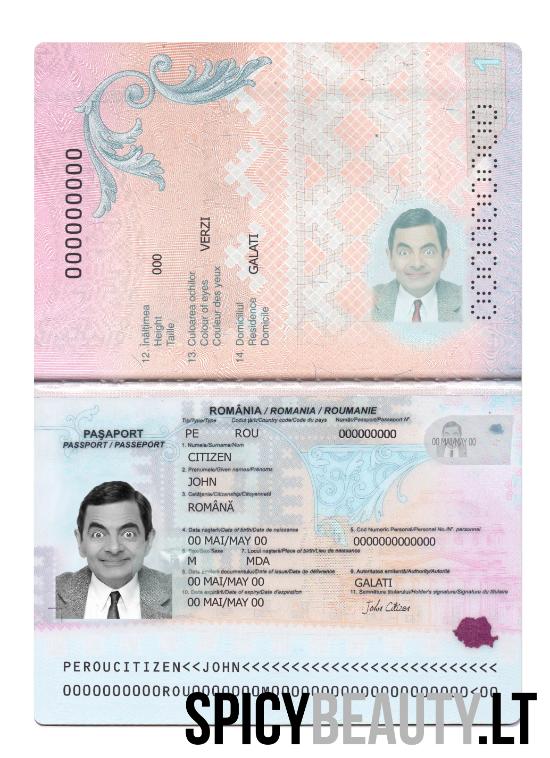 1
000000000
000000000
12. Înălțimea
Height 000
Taille
13. Culoarea ochilor
Colour of eyes VERZI
Couleur des yeux
14. Domiciliul
Residence GALATI
Domicile
ROMÂNIA / ROMANIA / ROUMANIE
PAŞAPORT
PASSPORT / PASSEPORT
Tip/Type/Type Codul țării/Country code/Code du pays Număr/Passport/Passeport N°
PE ROU 000000000
1. Numele/Surname/Nom
CITIZEN
2. Prenumele/Given names/Prénoms
JOHN
3. Cetățenie/Citizenship/Citoyenneté
ROMÂNĂ
00 MAI/MAY 00
4. Data nașterii/Date of birth/Date de naissance 5. Cod Numeric Personal/Personal No./N° personnel
00 MAI/MAY 00 0000000000000
6. Sex/Sex/Sexe 7. Locul nașterii/Place of birth/Lieu de naissance
M MDA
8. Data emiterii documentului/Date of issue/Date de délivrance 9. Autoritatea emitentă/Authority/Autorité
00 MAI/MAY 00 GALATI
10. Data expirării/Date of expiry/Date d'expiration 11. Semnătura titularului/Holder's signature/Signature du titulaire
00 MAI/MAY 00 John Citizen
PEROUCITIZEN<<JOHN<<<<<<<<<<<<<<<<<<<<<<<<<<
0000000000ROU0000000M0000000000000000000<00
SPICYBEAUTY.LT